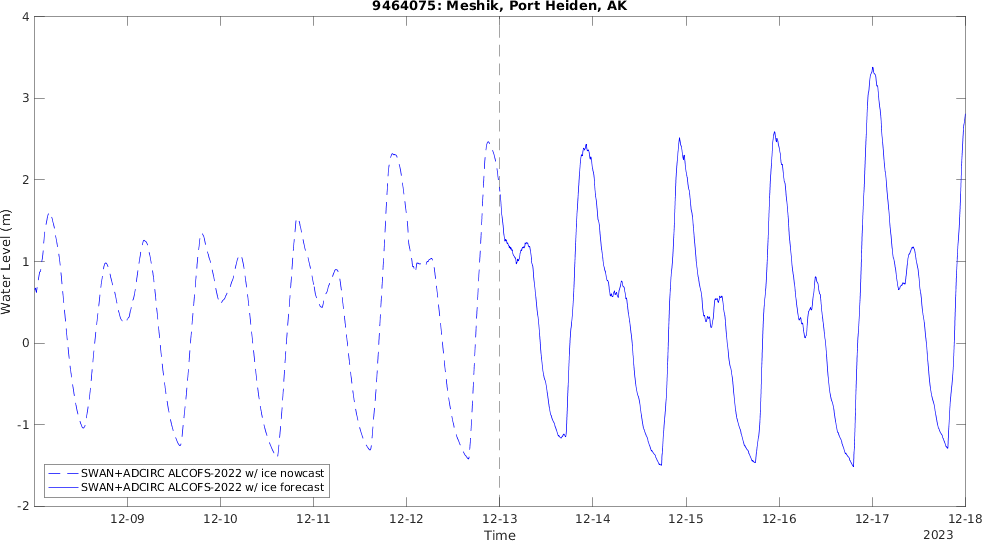 9464075: Meshik, Port Heiden, AK
4
3
2
1
0
-1
-2
Water Level (m)
SWAN+ADCIRC ALCOFS-2022 w/ ice nowcast
SWAN+ADCIRC ALCOFS-2022 w/ ice forecast
12-09 12-10 12-11 12-12 12-13 12-14 12-15 12-16 12-17 12-18
Time
2023